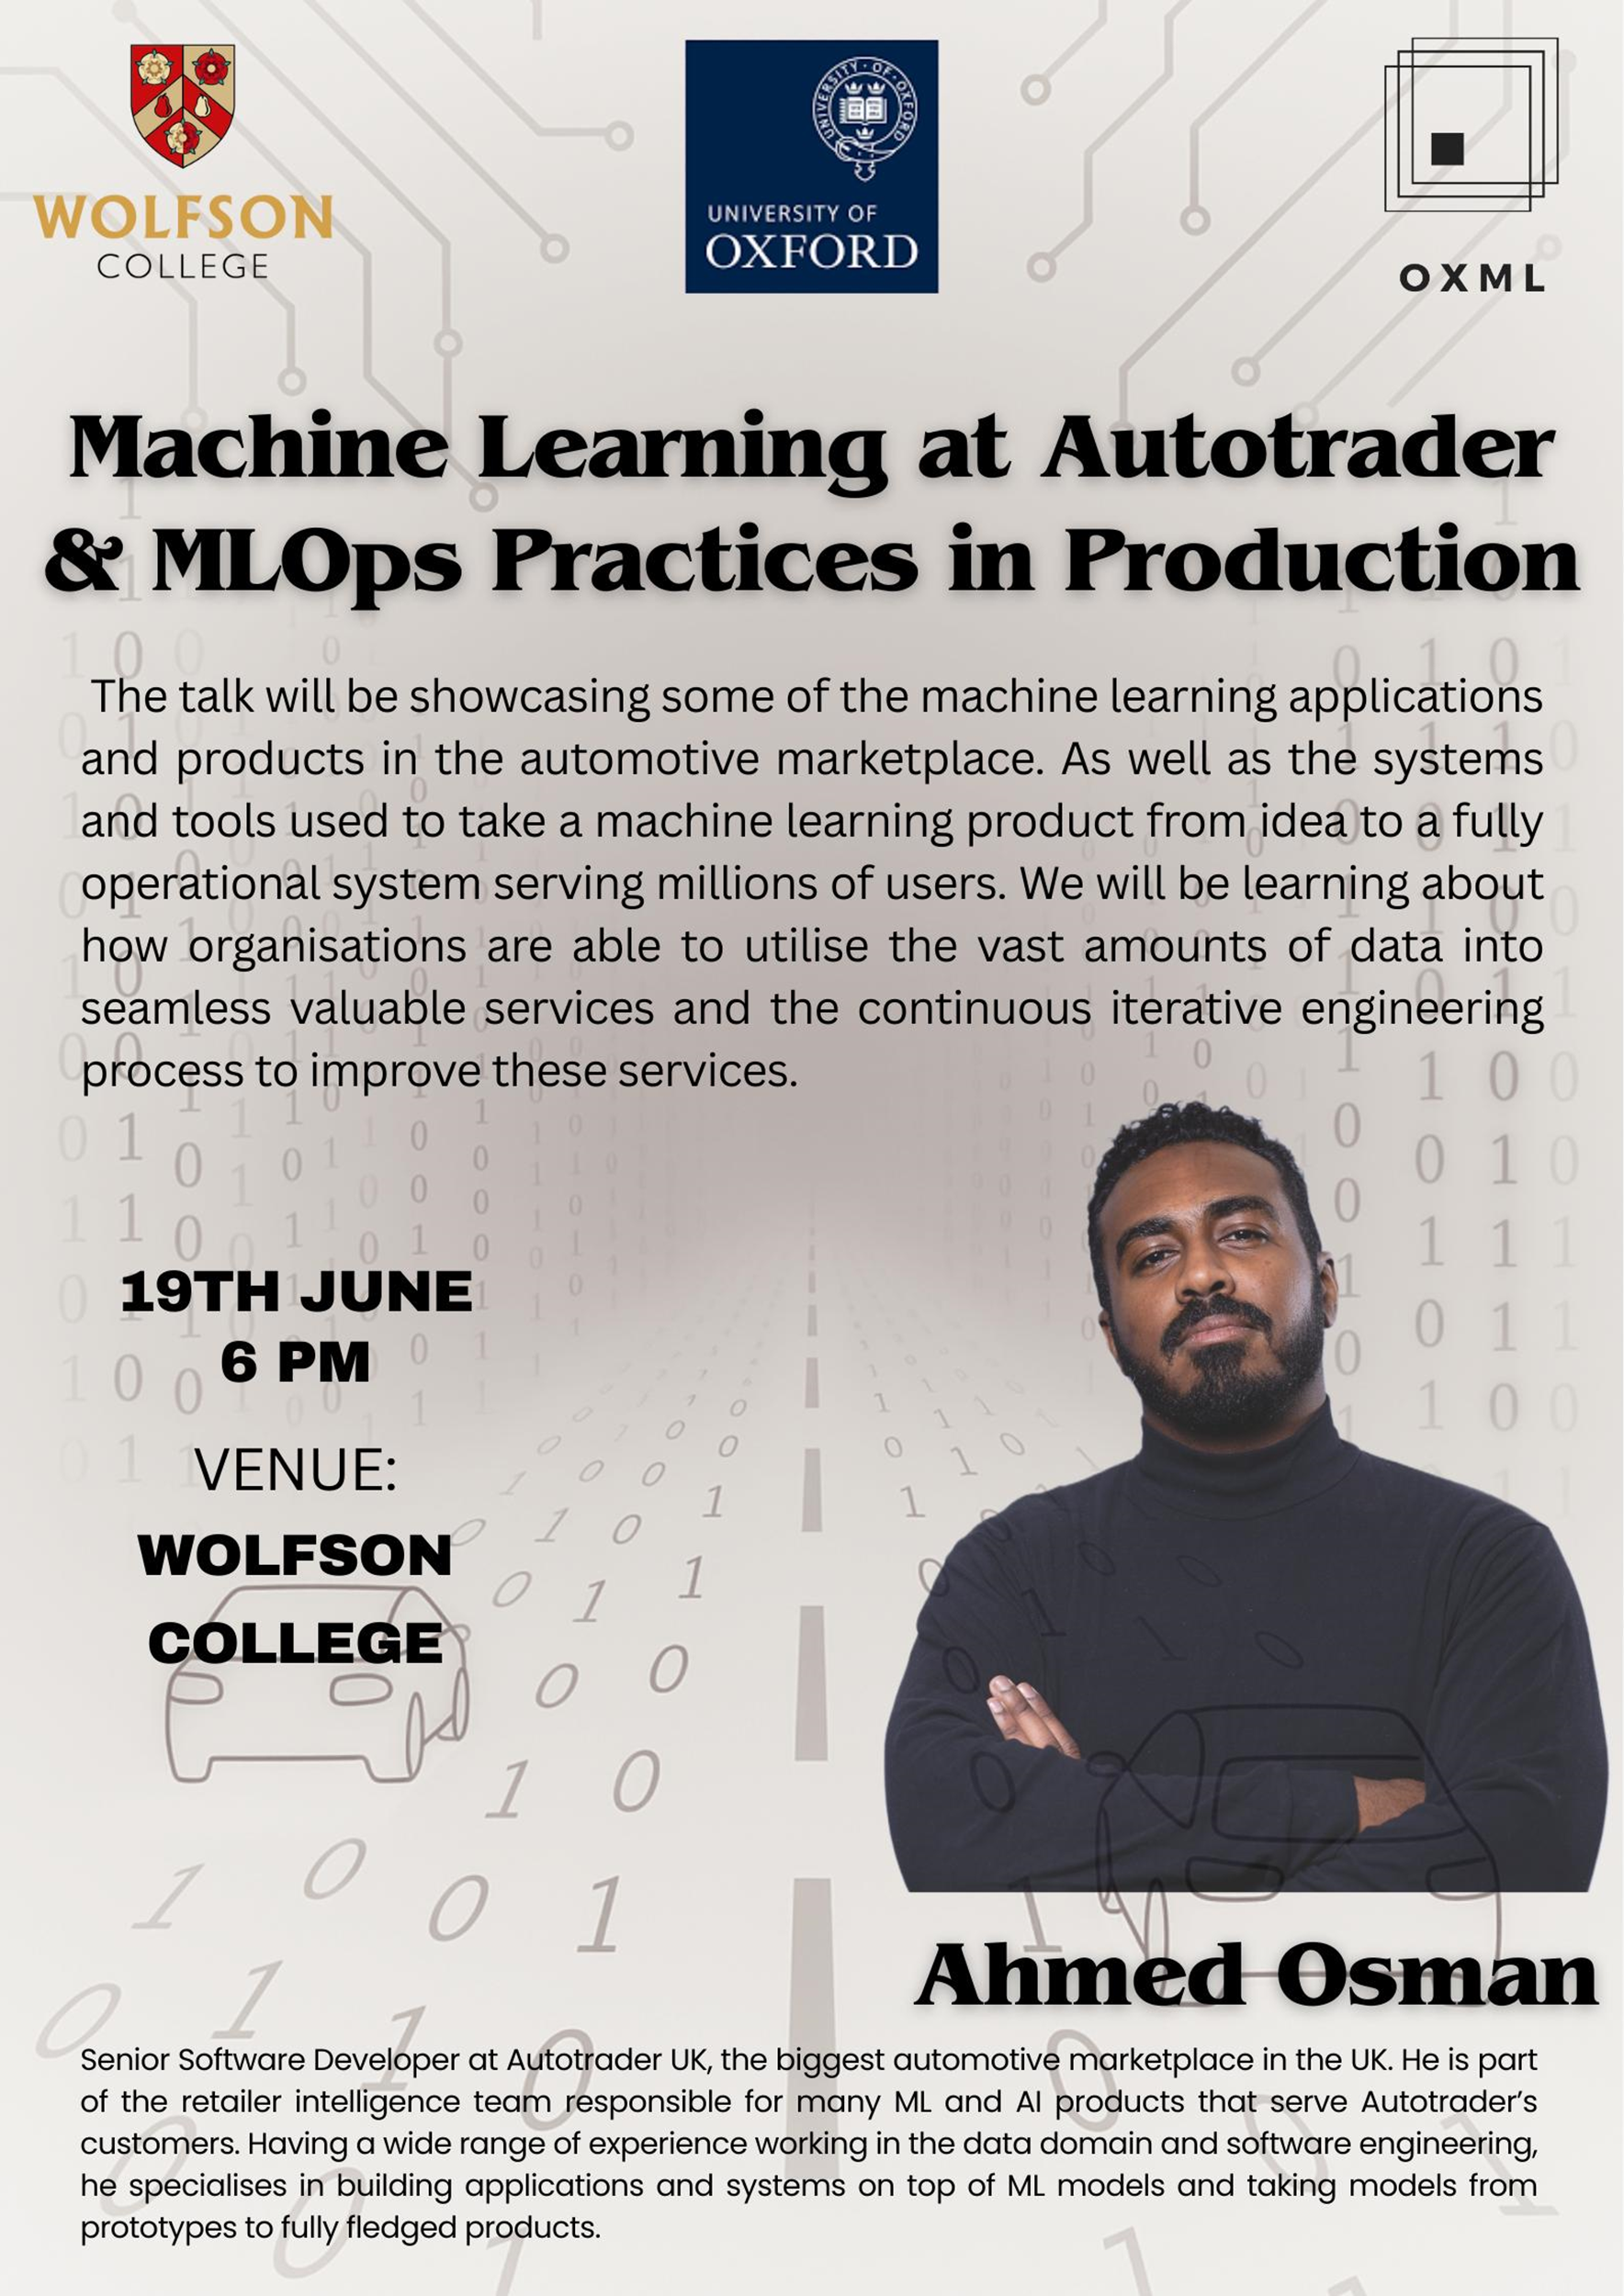 WOLFSON
COLLEGE
UNIVERSITY · OF · OXFORD
UNIVERSITY OF
OXFORD
OXML
Machine Learning at Autotrader
& MLOps Practices in Production
The talk will be showcasing some of the machine learning applications
and products in the automotive marketplace. As well as the systems
and tools used to take a machine learning product from idea to a fully
operational system serving millions of users. We will be learning about
how organisations are able to utilise the vast amounts of data into
seamless valuable services and the continuous iterative engineering
process to improve these services.
19TH JUNE
6 PM
VENUE:
WOLFSON
COLLEGE
Ahmed Osman
Senior Software Developer at Autotrader UK, the biggest automotive marketplace in the UK. He is part
of the retailer intelligence team responsible for many ML and AI products that serve Autotrader’s
customers. Having a wide range of experience working in the data domain and software engineering,
he specialises in building applications and systems on top of ML models and taking models from
prototypes to fully fledged products.